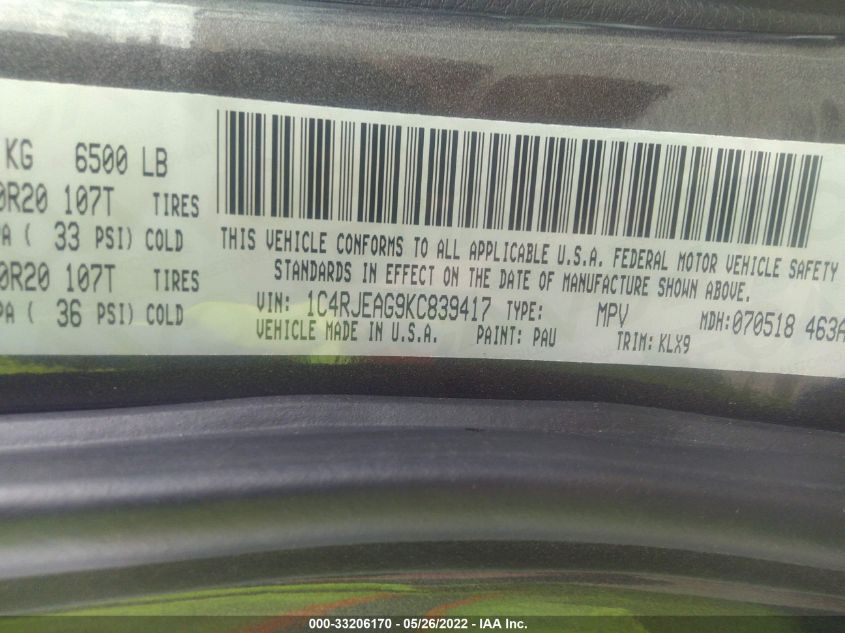 KG 6500 LB
0R20 107T TIRES
PA ( 33 PSI) COLD
0R20 107T TIRES
PA ( 36 PSI) COLD
THIS VEHICLE CONFORMS TO ALL APPLICABLE U.S.A. FEDERAL MOTOR VEHICLE SAFETY
STANDARDS IN EFFECT ON THE DATE OF MANUFACTURE SHOWN ABOVE.
VIN: 1C4RJEAG9KC839417 TYPE: MPV MDH:070518 463A
VEHICLE MADE IN U.S.A. PAINT: PAU TRIM: KLX9
000-33206170 - 05/26/2022 - IAA Inc.